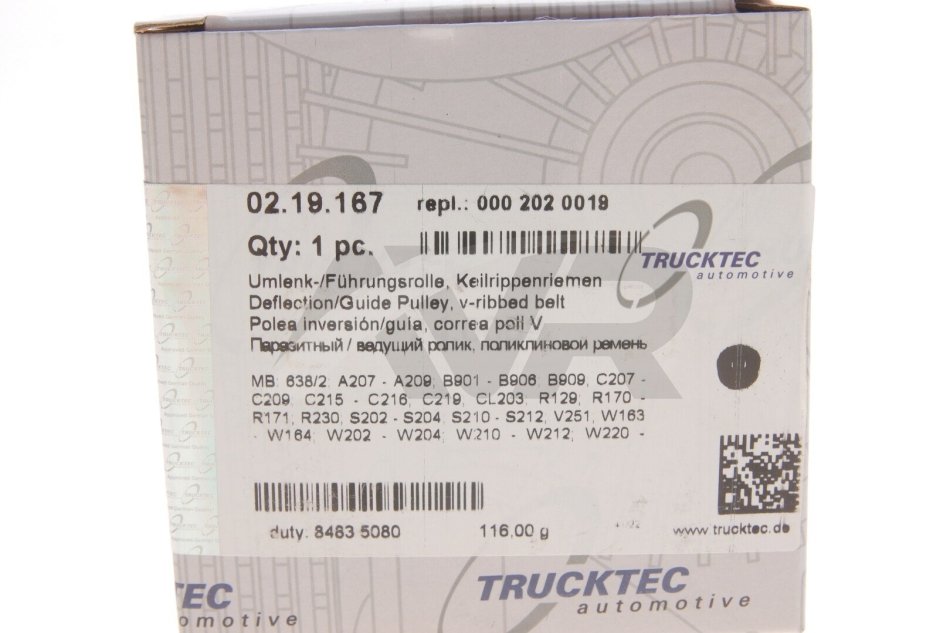 02.19.167 repl.: 000 202 0019
Qty: 1 pc.
TRUCKTEC
automotive
Umlenk-/Führungsrolle, Keilrippenriemen
Deflection/Guide Pulley, v-ribbed belt
Polea inversión/guía, correa poli V
Паразитный / ведущий ролик, поликлиновой ремень
MB: 638/2; A207 - A209; B901 - B906; B909; C207 -
C209; C215 - C216; C219; CL203; R129; R170 -
R171; R230; S202 - S204; S210 - S212; V251; W163
- W164; W202 - W204; W210 - W212; W220 -
duty: 8483 5080 116,00 g
www.trucktec.de
TEC
omotive
TRUCKTEC
automotive
AVR